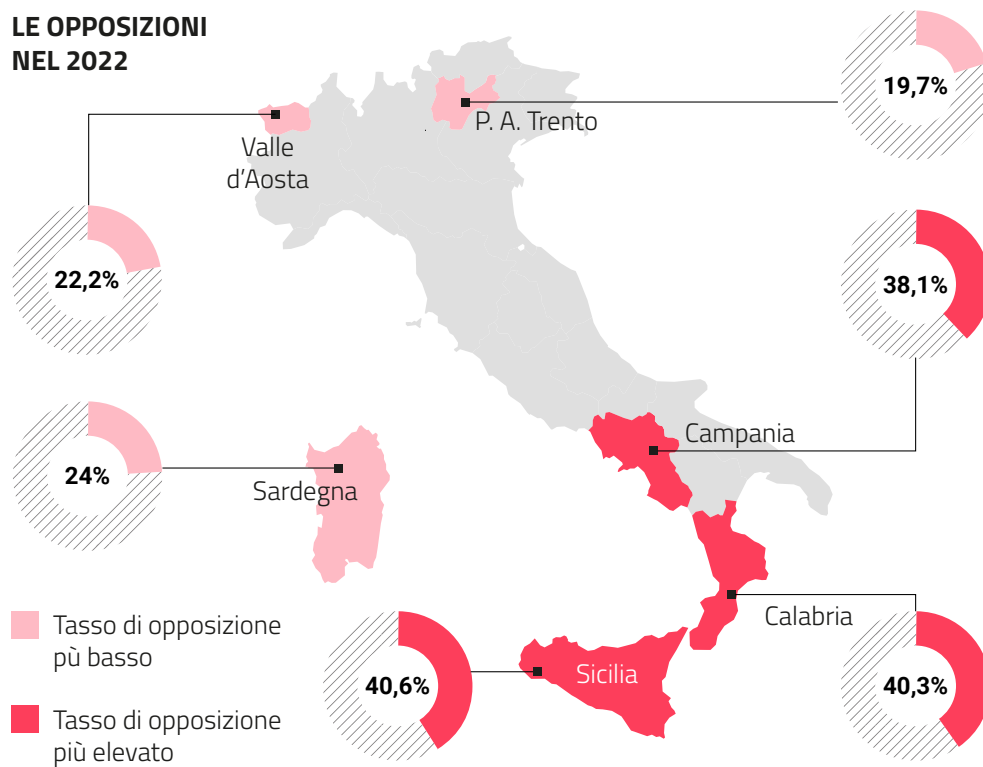 LE OPPOSIZIONI
NEL 2022
19,7%
P. A. Trento
Valle
d'Aosta
22,2%
38,1%
Campania
24%
Sardegna
Calabria
40,3%
Sicilia
40,6%
Tasso di opposizione
pù basso
Tasso di opposizione
più elevato